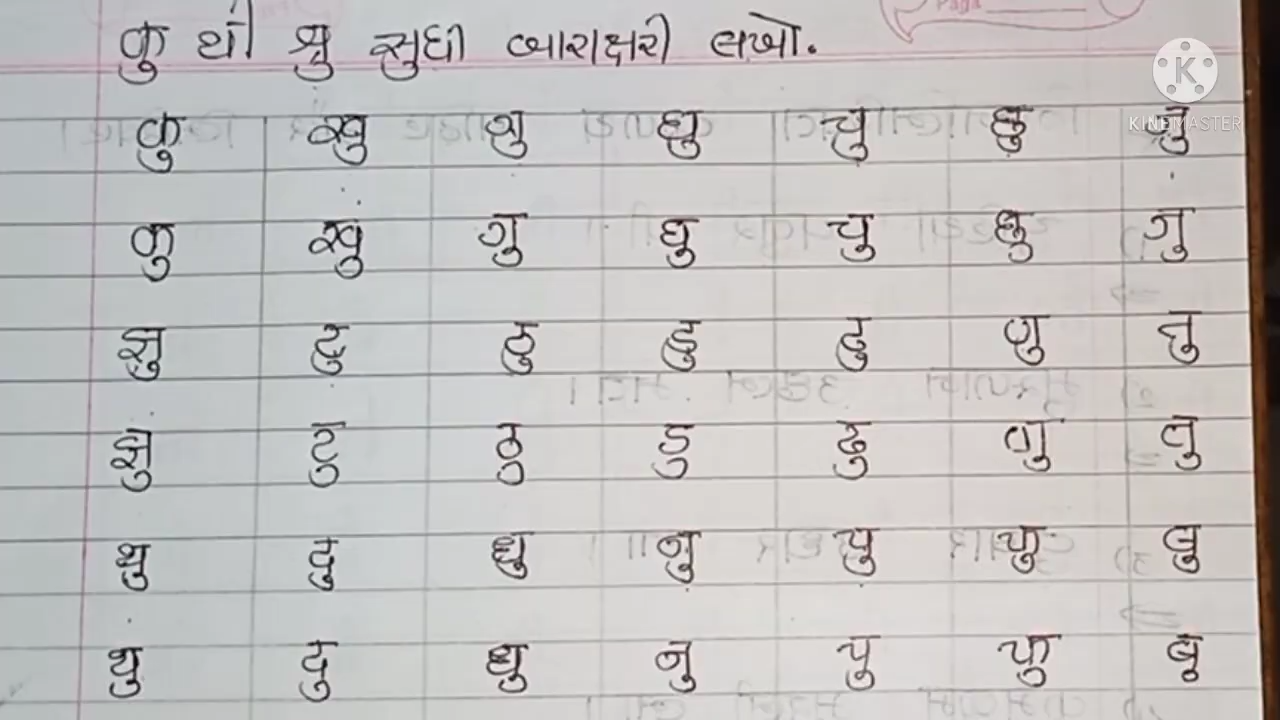 કુ થી શ્રુ સુધી બારાક્ષરી લખો.
કુ ખુ ગુ ઘુ ચુ છુ જુ
કુ ખુ ગુ ઘુ ચુ છુ જુ
ઝુ ટુ ઠુ ડુ ઢુ ણુ તુ
ઝુ ટુ ઠુ ડુ ઢુ ણુ તુ
થુ દુ ધુ નુ પુ ફુ બુ
થુ દુ ધુ નુ પુ ફુ બુ
KINEMASTER